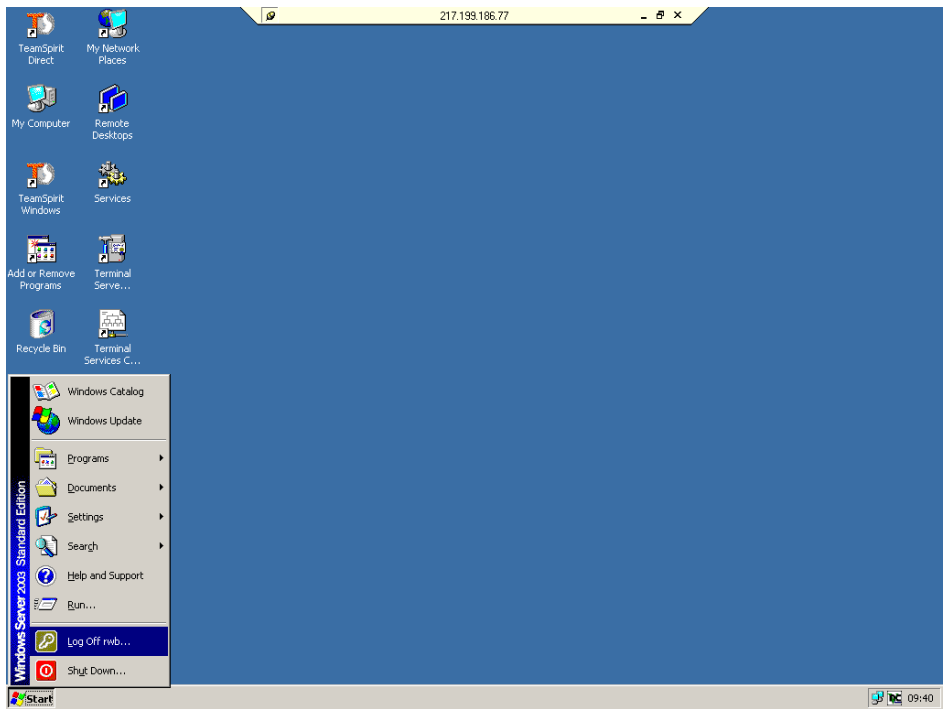 217.199.186.77
TeamSpirit
Direct
My Network
Places
My Computer
Remote
Desktops
TeamSpirit
Windows
Services
Add or Remove
Programs
Terminal
Serve...
Recycle Bin
Terminal
Services C...
Windows Server 2003 Standard Edition
Windows Catalog
Windows Update
Programs
Documents
Settings
Search
Help and Support
Run...
Log Off rwb...
Shut Down...
Start
09:40